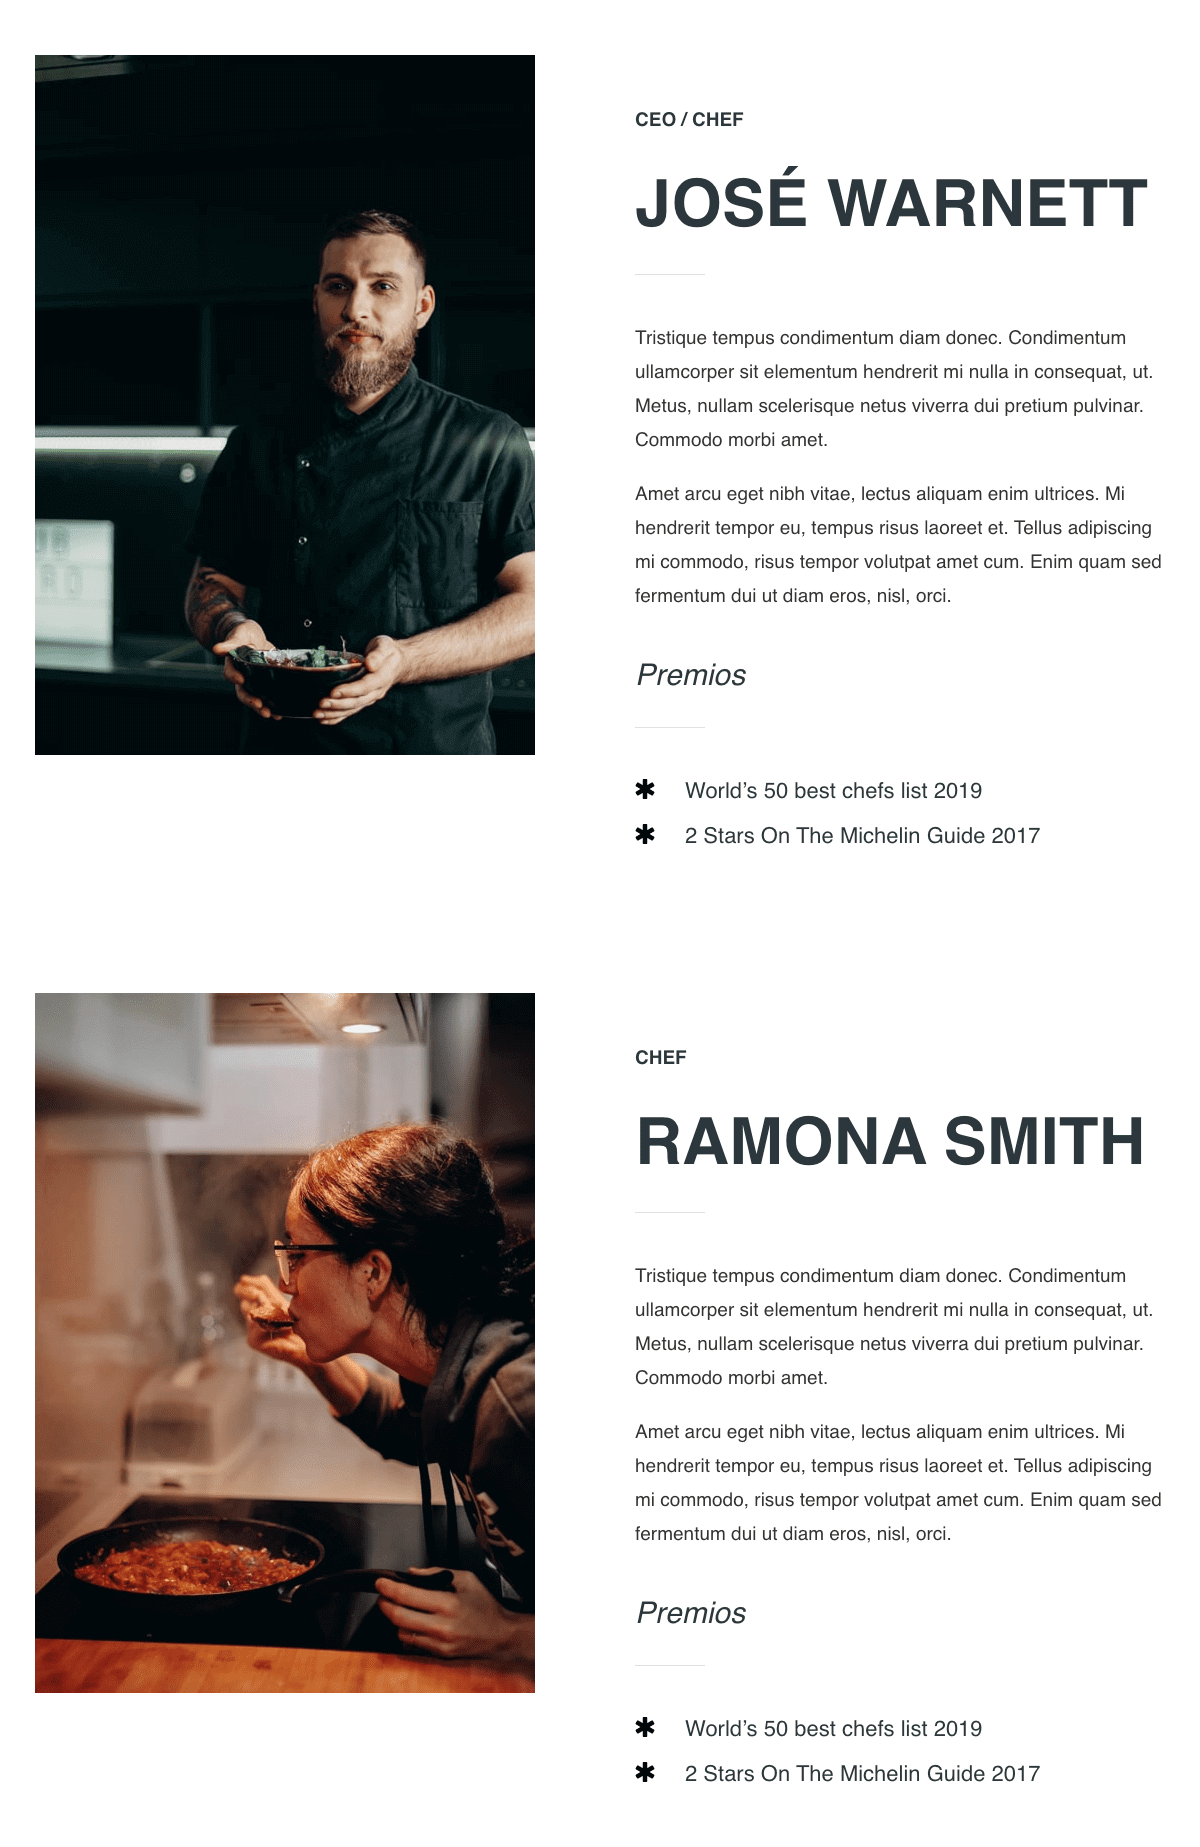 CEO / CHEF
JOSÉ WARNETT
Tristique tempus condimentum diam donec. Condimentum
ullamcorper sit elementum hendrerit mi nulla in consequat, ut.
Metus, nullam scelerisque netus viverra dui pretium pulvinar.
Commodo morbi amet.
Amet arcu eget nibh vitae, lectus aliquam enim ultrices. Mi
hendrerit tempor eu, tempus risus laoreet et. Tellus adipiscing
mi commodo, risus tempor volutpat amet cum. Enim quam sed
fermentum dui ut diam eros, nisl, orci.
Premios
✱ World’s 50 best chefs list 2019
✱ 2 Stars On The Michelin Guide 2017
CHEF
RAMONA SMITH
Tristique tempus condimentum diam donec. Condimentum
ullamcorper sit elementum hendrerit mi nulla in consequat, ut.
Metus, nullam scelerisque netus viverra dui pretium pulvinar.
Commodo morbi amet.
Amet arcu eget nibh vitae, lectus aliquam enim ultrices. Mi
hendrerit tempor eu, tempus risus laoreet et. Tellus adipiscing
mi commodo, risus tempor volutpat amet cum. Enim quam sed
fermentum dui ut diam eros, nisl, orci.
Premios
✱ World’s 50 best chefs list 2019
✱ 2 Stars On The Michelin Guide 2017